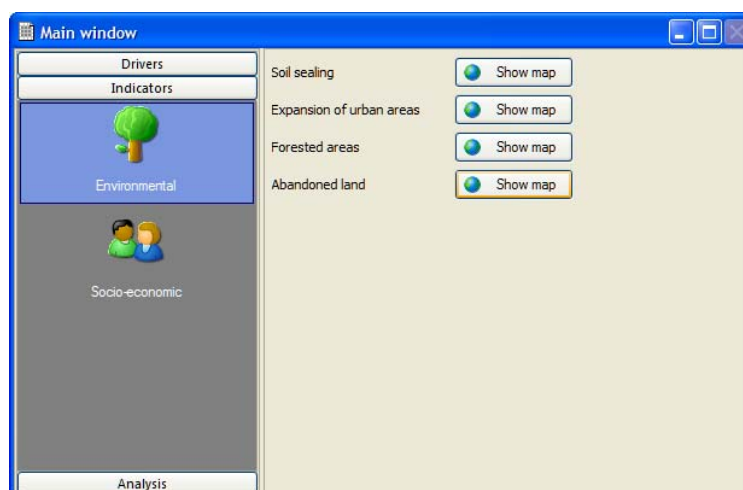 Main window
Drivers
Indicators
Environmental
Socio-economic
Analysis
Soil sealing Show map
Expansion of urban areas Show map
Forested areas Show map
Abandoned land Show map